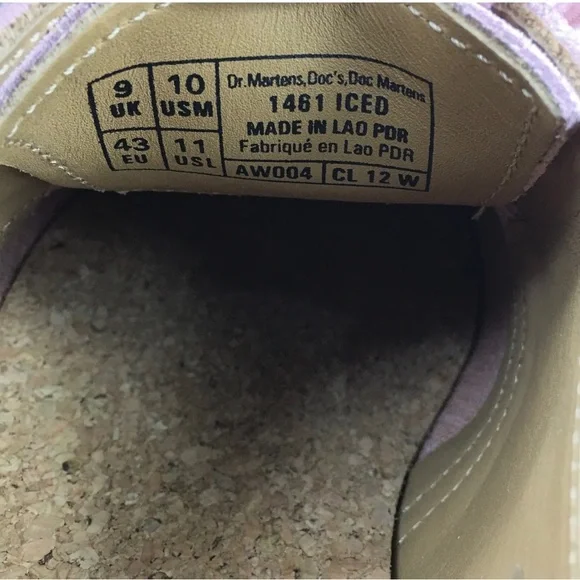 9 UK
10 USM
43 EU
11 USL
Dr.Martens,Doc's,Doc Martens
1461 ICED
MADE IN LAO PDR
Fabriqué en Lao PDR
AW004 CL 12 W